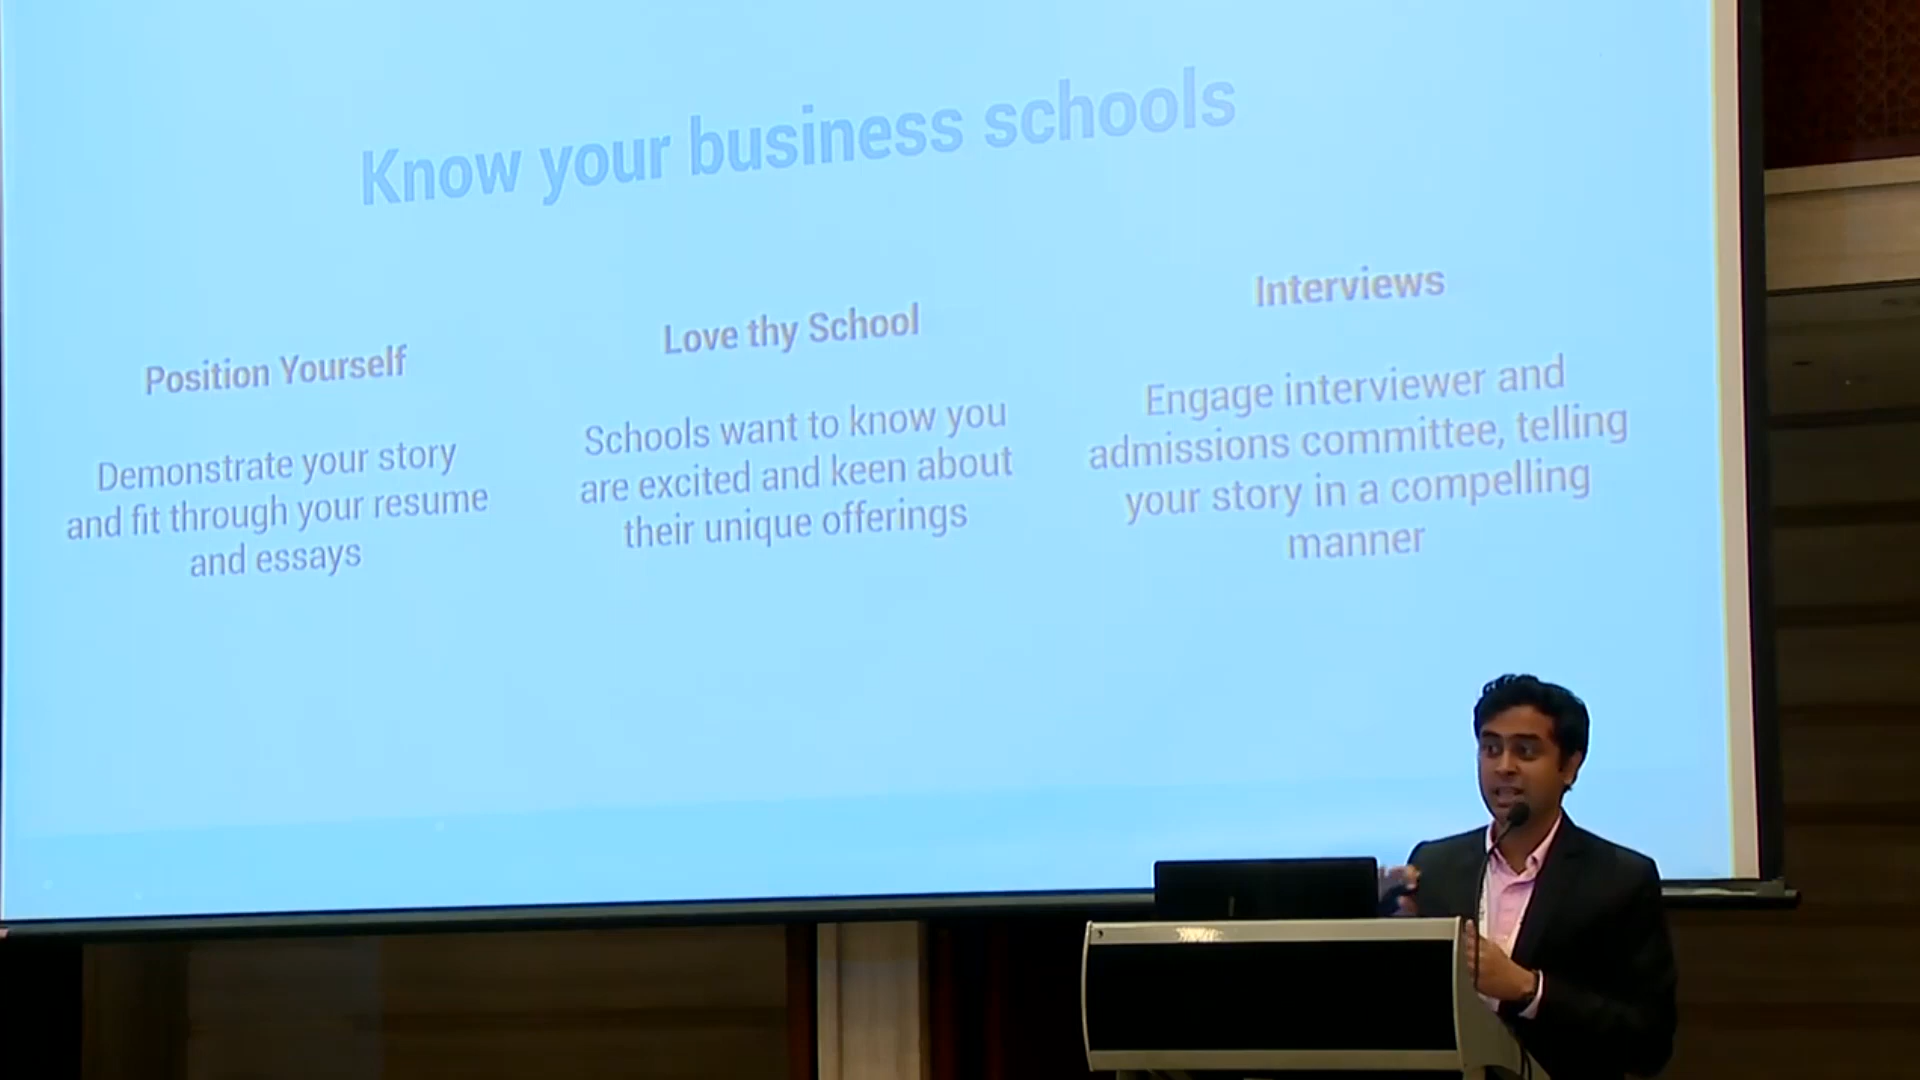 Know your business schools
Position Yourself
Demonstrate your story
and fit through your resume
and essays
Love thy School
Schools want to know you
are excited and keen about
their unique offerings
Interviews
Engage interviewer and
admissions committee, telling
your story in a compelling
manner